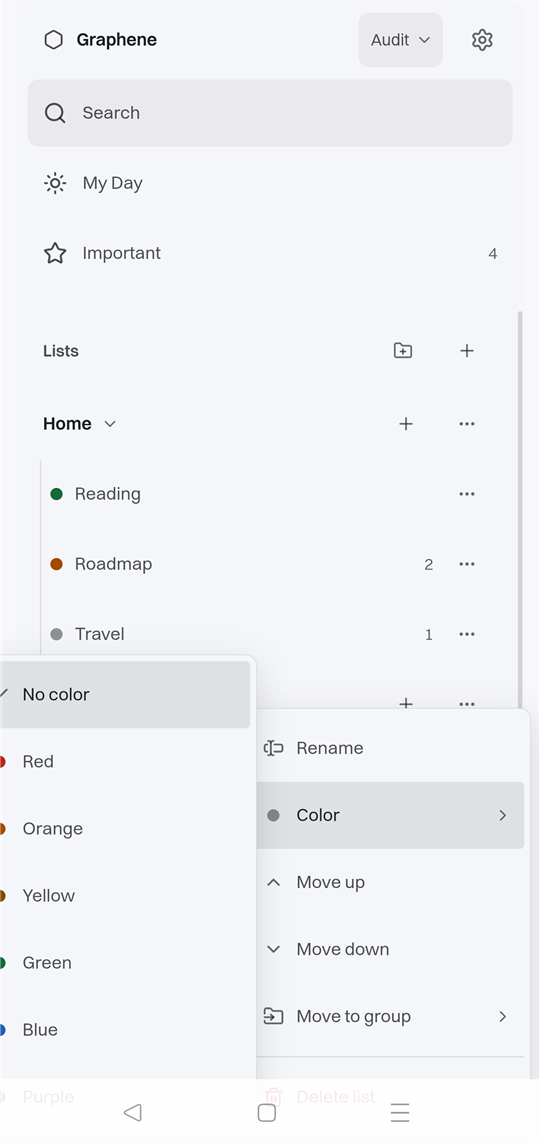 Graphene
Audit
Search
My Day
Important 4
Lists
Home
Reading
Roadmap 2
Travel 1
No color
Red
Orange
Yellow
Green
Blue
Purple
Rename
Color
Move up
Move down
Move to group
Delete list